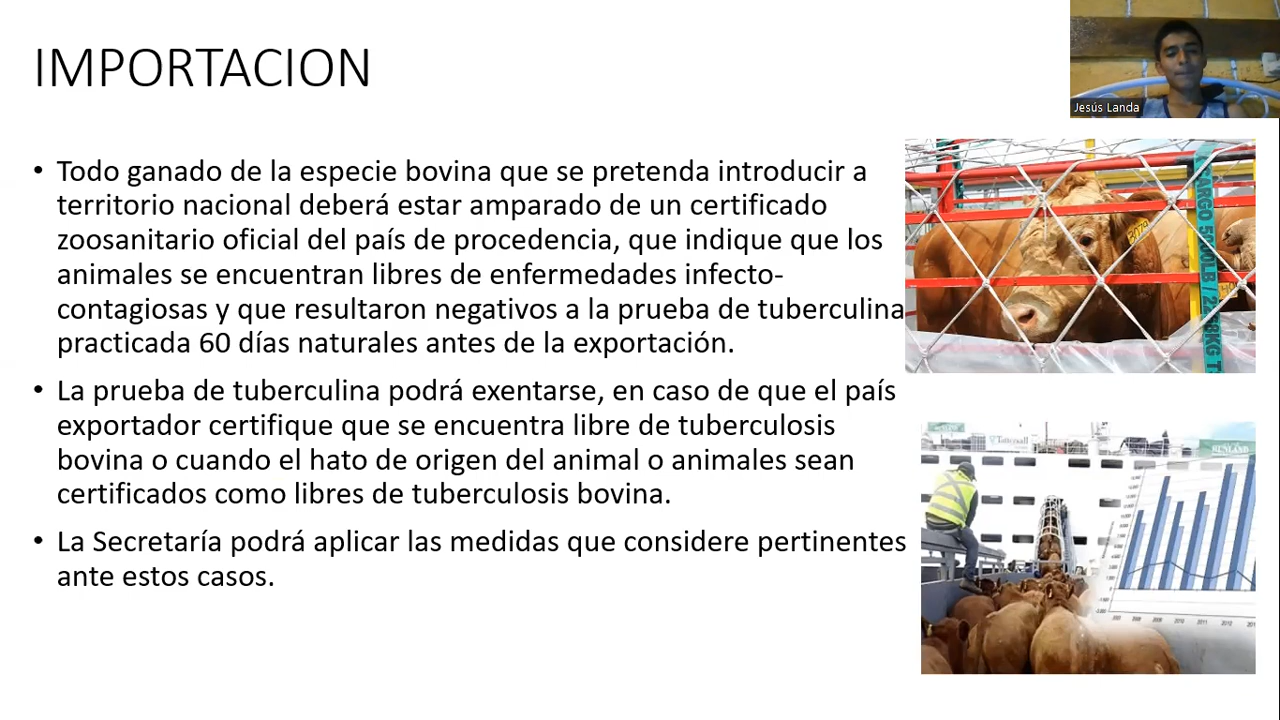 IMPORTACION
Jesús Landa
• Todo ganado de la especie bovina que se pretenda introducir a
territorio nacional deberá estar amparado de un certificado
zoosanitario oficial del país de procedencia, que indique que los
animales se encuentran libres de enfermedades infecto-
contagiosas y que resultaron negativos a la prueba de tuberculina
practicada 60 días naturales antes de la exportación.
• La prueba de tuberculina podrá exentarse, en caso de que el país
exportador certifique que se encuentra libre de tuberculosis
bovina o cuando el hato de origen del animal o animales sean
certificados como libres de tuberculosis bovina.
• La Secretaría podrá aplicar las medidas que considere pertinentes
ante estos casos.